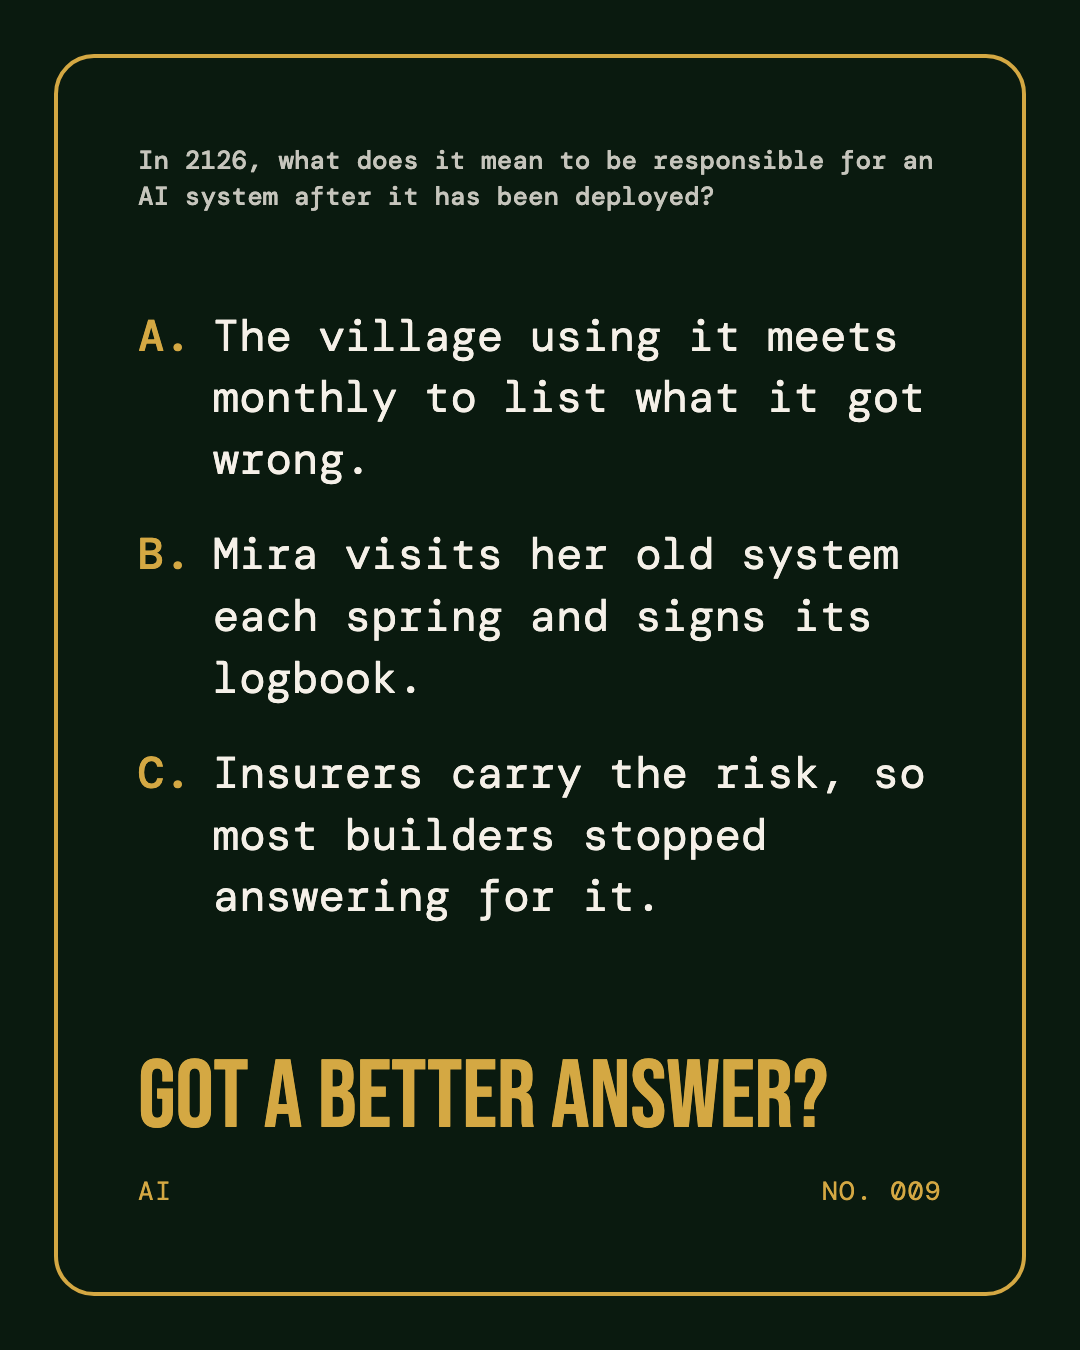 In 2126, what does it mean to be responsible for an
AI system after it has been deployed?
A. The village using it meets
monthly to list what it got
wrong.
B. Mira visits her old system
each spring and signs its
logbook.
C. Insurers carry the risk, so
most builders stopped
answering for it.
GOT A BETTER ANSWER?
AI
NO. 009